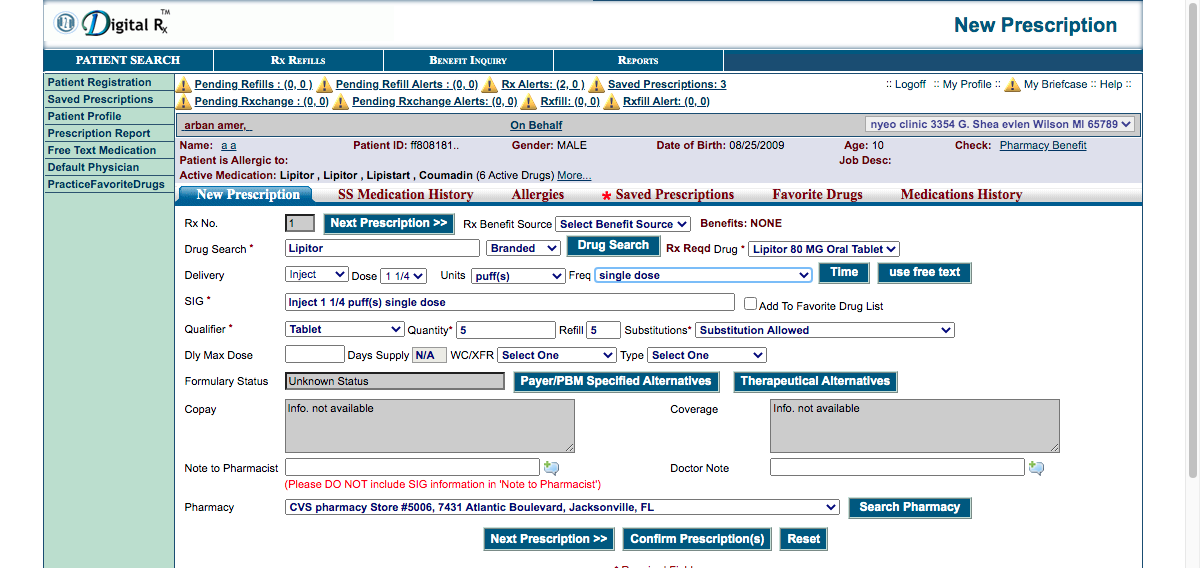 Digital Rx TM
New Prescription
PATIENT SEARCH RX REFILLS BENEFIT INQUIRY REPORTS
Patient Registration
Saved Prescriptions
Patient Profile
Prescription Report
Free Text Medication
Default Physician
PracticeFavoriteDrugs
Pending Refills : (0, 0 ) Pending Refill Alerts : (0, 0) Rx Alerts: (2, 0 ) Saved Prescriptions: 3 :: Logoff :: My Profile :: My Briefcase :: Help ::
Pending Rxchange : (0, 0) Pending Rxchange Alerts: (0, 0) Rxfill: (0, 0) Rxfill Alert: (0, 0)
arban amer, On Behalf nyeo clinic 3354 G. Shea evlen Wilson MI 65789
Name: a a Patient ID: ff808181.. Gender: MALE Date of Birth: 08/25/2009 Age: 10 Check: Pharmacy Benefit
Patient is Allergic to: Job Desc:
Active Medication: Lipitor , Lipitor , Lipistart , Coumadin (6 Active Drugs) More...
New Prescription SS Medication History Allergies * Saved Prescriptions Favorite Drugs Medications History
Rx No. 1 Next Prescription >> Rx Benefit Source Select Benefit Source Benefits: NONE
Drug Search * Lipitor Branded Drug Search Rx Reqd Drug * Lipitor 80 MG Oral Tablet
Delivery Inject Dose 1 1/4 Units puff(s) Freq single dose Time use free text
SIG * Inject 1 1/4 puff(s) single dose Add To Favorite Drug List
Qualifier * Tablet Quantity* 5 Refill 5 Substitutions* Substitution Allowed
Dly Max Dose Days Supply N/A WC/XFR Select One Type Select One
Formulary Status Unknown Status Payer/PBM Specified Alternatives Therapeutical Alternatives
Copay Info. not available Coverage Info. not available
Note to Pharmacist Doctor Note
(Please DO NOT include SIG information in 'Note to Pharmacist')
Pharmacy CVS pharmacy Store #5006, 7431 Atlantic Boulevard, Jacksonville, FL Search Pharmacy
Next Prescription >> Confirm Prescription(s) Reset